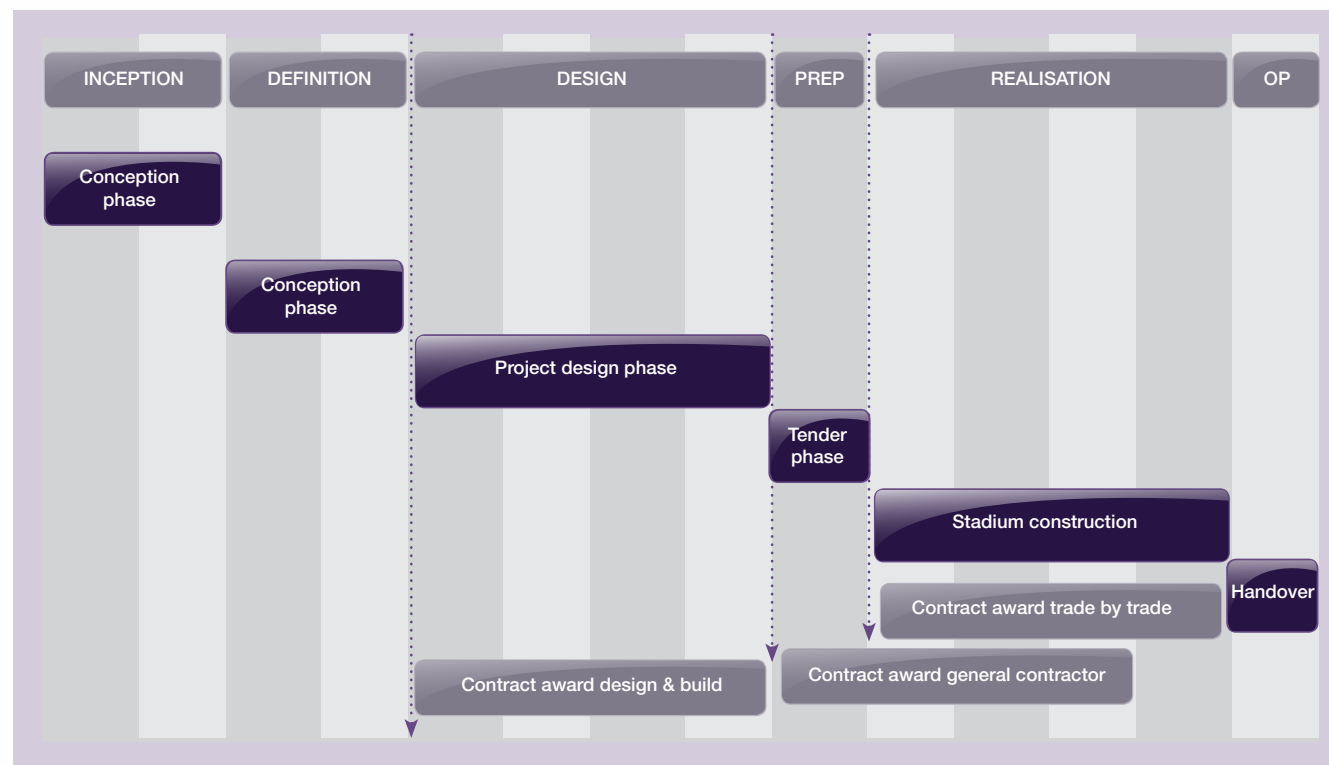 INCEPTION
DEFINITION
DESIGN
PREP
REALISATION
OP
Conception
phase
Conception
phase
Project design phase
Tender
phase
Stadium construction
Handover
Contract award trade by trade
Contract award general contractor
Contract award design & build